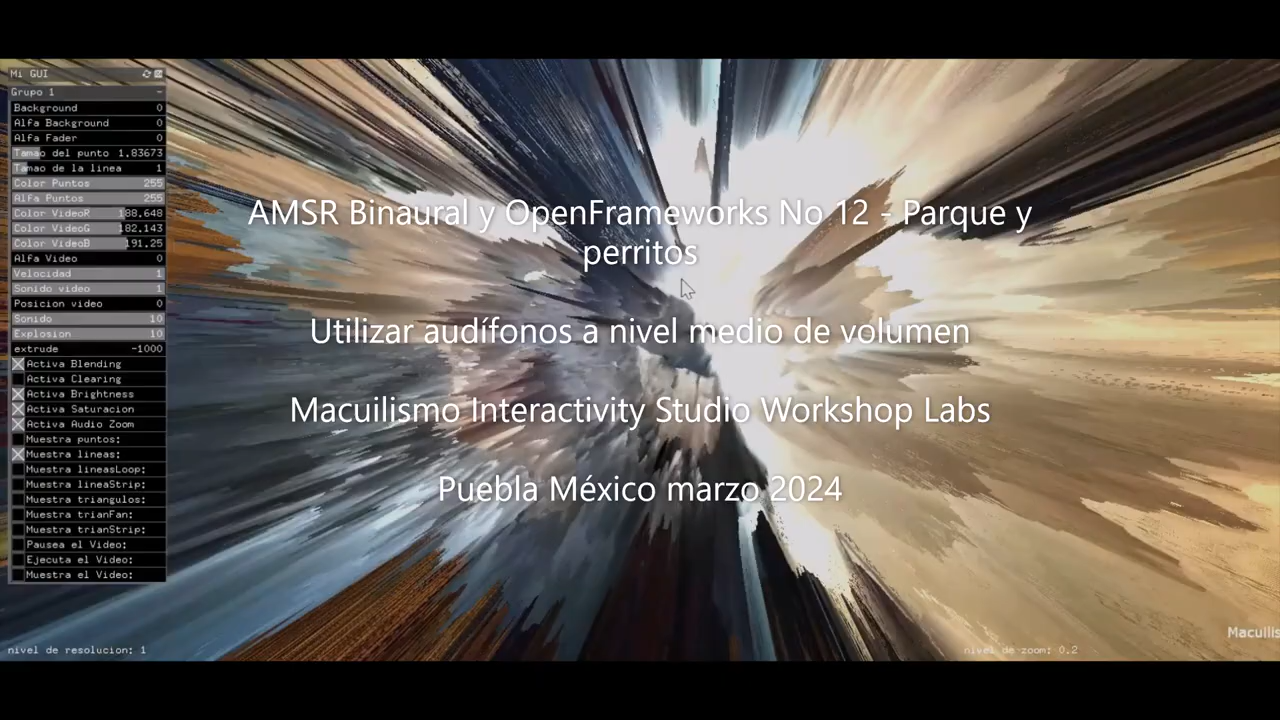 Mi GUI
Grupo 1 -
Background 0
Alfa Background 0
Alfa Fader 0
Tamao del punto 1.83673
Tamao de la linea 1
Color Puntos 255
Alfa Puntos 255
Color VideoR 188.648
Color VideoG 182.143
Color VideoB 191.25
Alfa Video 0
Velocidad 1
Sonido video 1
Posicion video 0
Sonido 10
Explosion 10
extrude -1000
Activa Blending
Activa Clearing
Activa Brightness
Activa Saturacion
Activa Audio Zoom
Muestra puntos:
Muestra lineas:
Muestra lineasLoop:
Muestra lineaStrip:
Muestra triangulos:
Muestra trianFan:
Muestra trianStrip:
Pausea el Video:
Ejecuta el Video:
Muestra el Video:
AMSR Binaural y OpenFrameworks No 12 - Parque y
perritos
Utilizar audífonos a nivel medio de volumen
Macuilismo Interactivity Studio Workshop Labs
Puebla México marzo 2024
Macuilis
nivel de resolucion: 1
nivel de zoom: 0.2